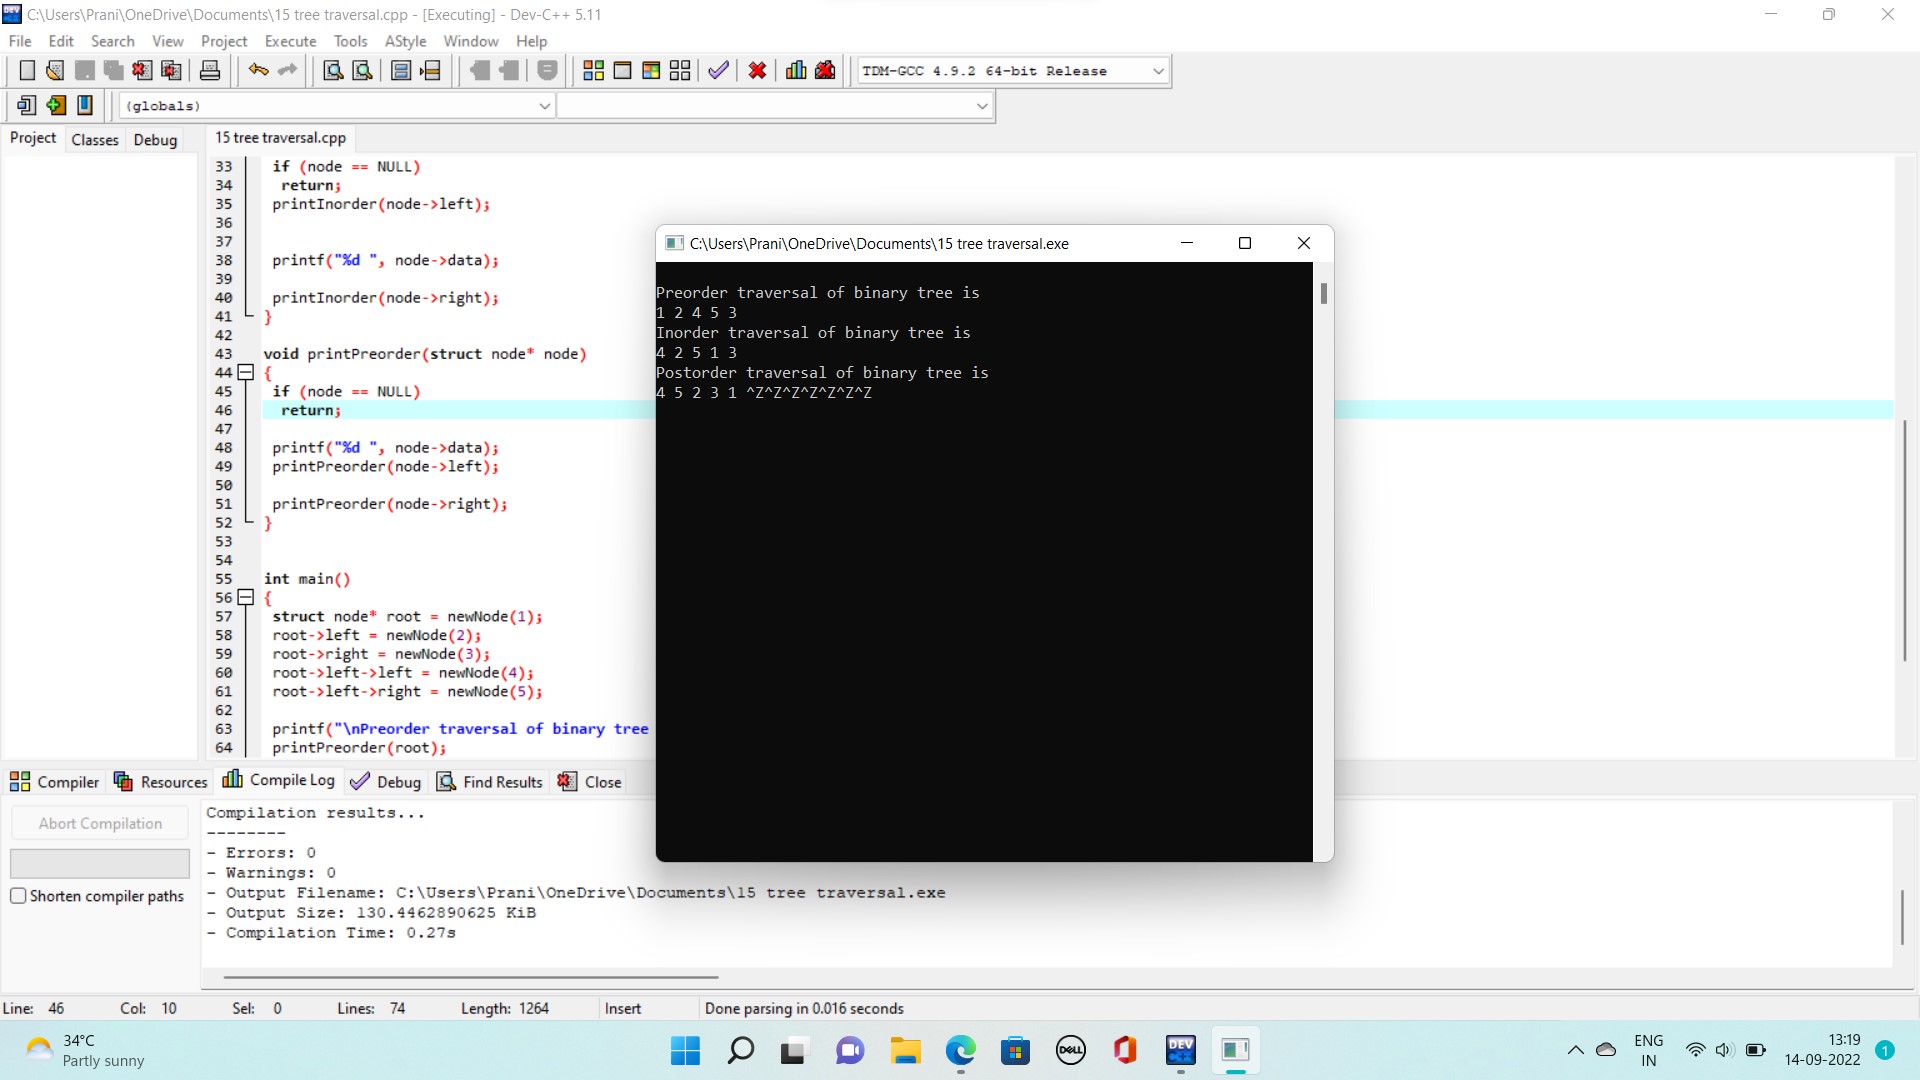 C:\Users\Prani\OneDrive\Documents\15 tree traversal.cpp - [Executing] - Dev-C++ 5.11
File Edit Search View Project Execute Tools AStyle Window Help
TDM-GCC 4.9.2 64-bit Release
(globals)
Project Classes Debug
15 tree traversal.cpp
33 if (node == NULL)
34 return;
35 printInorder(node->left);
36
37
38 printf("%d ", node->data);
39
40 printInorder(node->right);
41 }
42
43 void printPreorder(struct node* node)
44 {
45 if (node == NULL)
46 return;
47
48 printf("%d ", node->data);
49 printPreorder(node->left);
50
51 printPreorder(node->right);
52 }
53
54
55 int main()
56 {
57 struct node* root = newNode(1);
58 root->left = newNode(2);
59 root->right = newNode(3);
60 root->left->left = newNode(4);
61 root->left->right = newNode(5);
62
63 printf("\nPreorder traversal of binary tree
64 printPreorder(root);
C:\Users\Prani\OneDrive\Documents\15 tree traversal.exe
Preorder traversal of binary tree is
1 2 4 5 3
Inorder traversal of binary tree is
4 2 5 1 3
Postorder traversal of binary tree is
4 5 2 3 1 ^Z^Z^Z^Z^Z^Z^Z
Compiler Resources Compile Log Debug Find Results Close
Abort Compilation
Shorten compiler paths
Compilation results...
--------
- Errors: 0
- Warnings: 0
- Output Filename: C:\Users\Prani\OneDrive\Documents\15 tree traversal.exe
- Output Size: 130.4462890625 KiB
- Compilation Time: 0.27s
Line: 46 Col: 10 Sel: 0 Lines: 74 Length: 1264 Insert Done parsing in 0.016 seconds
34°C
Partly sunny
DELL
DEV
C++
ENG
IN
13:19
14-09-2022
1